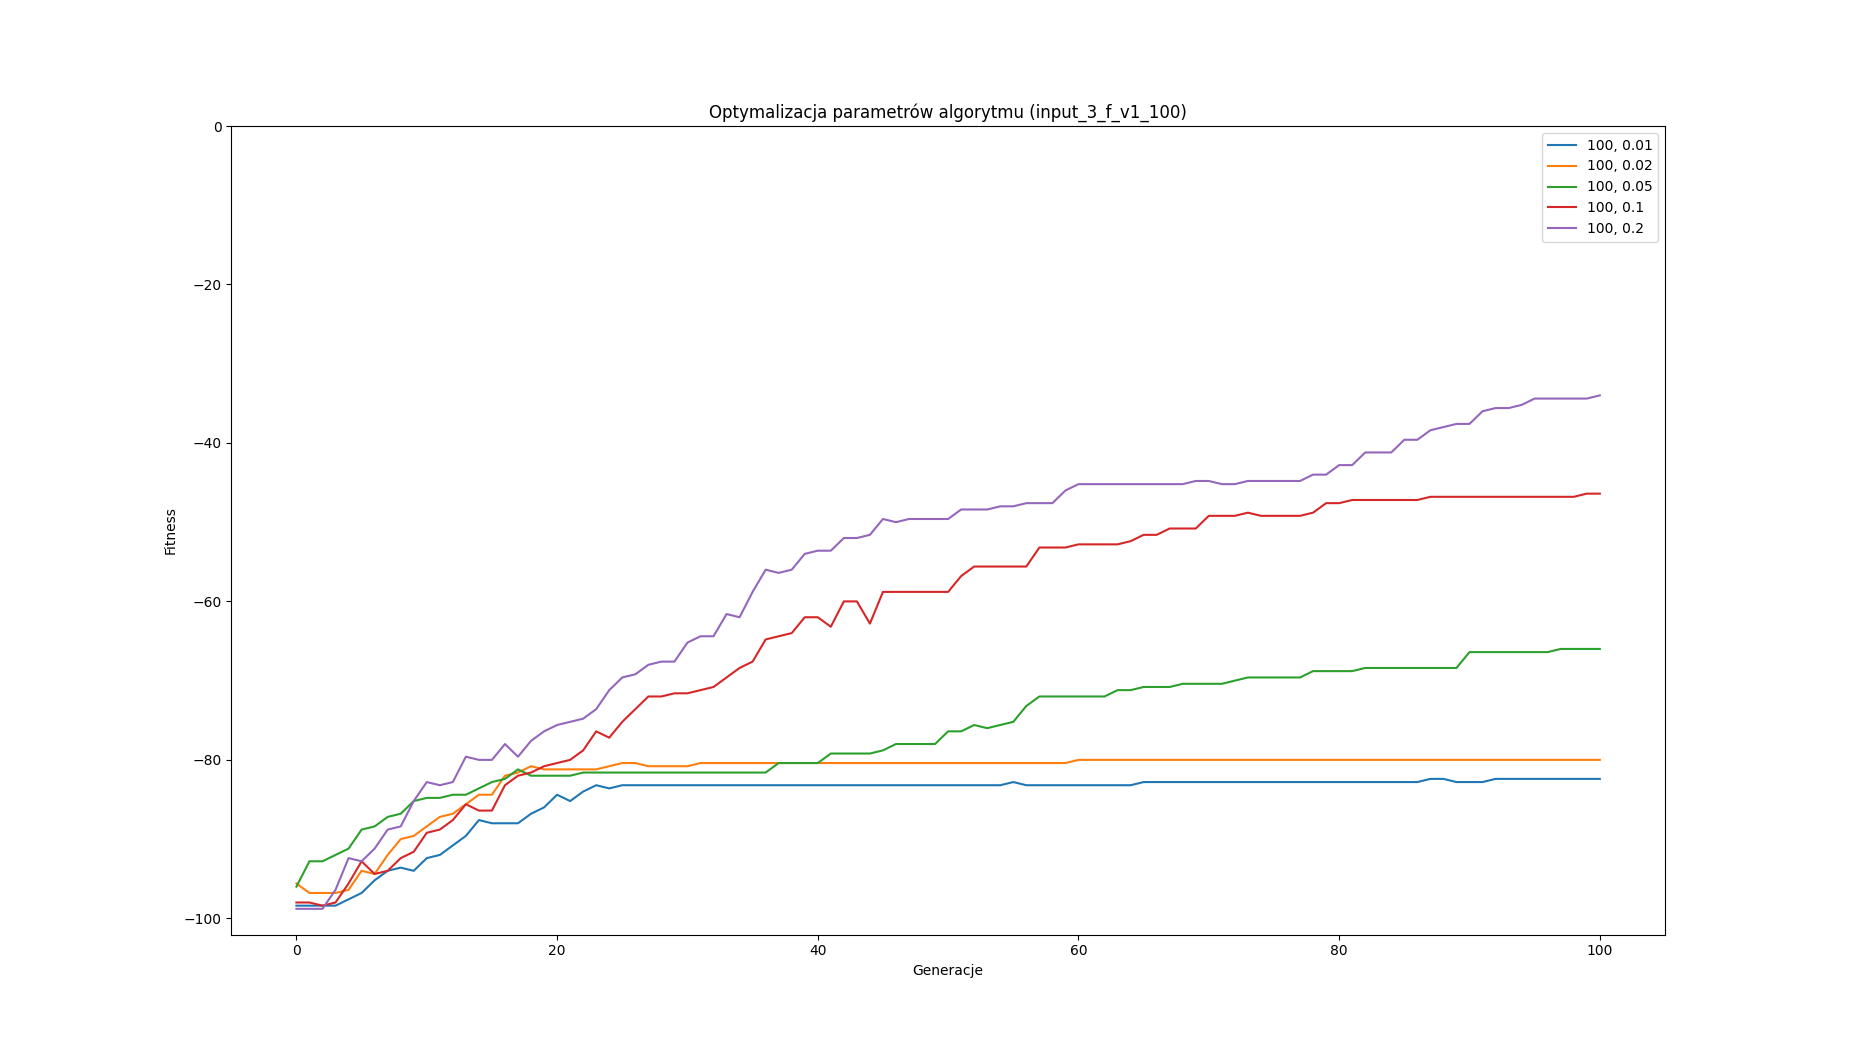 Optymalizacja parametrów algorytmu (input_3_f_v1_100)
100, 0.01
100, 0.02
100, 0.05
100, 0.1
100, 0.2
0
−20
−40
−60
−80
−100
Fitness
0 20 40 60 80 100
Generacje